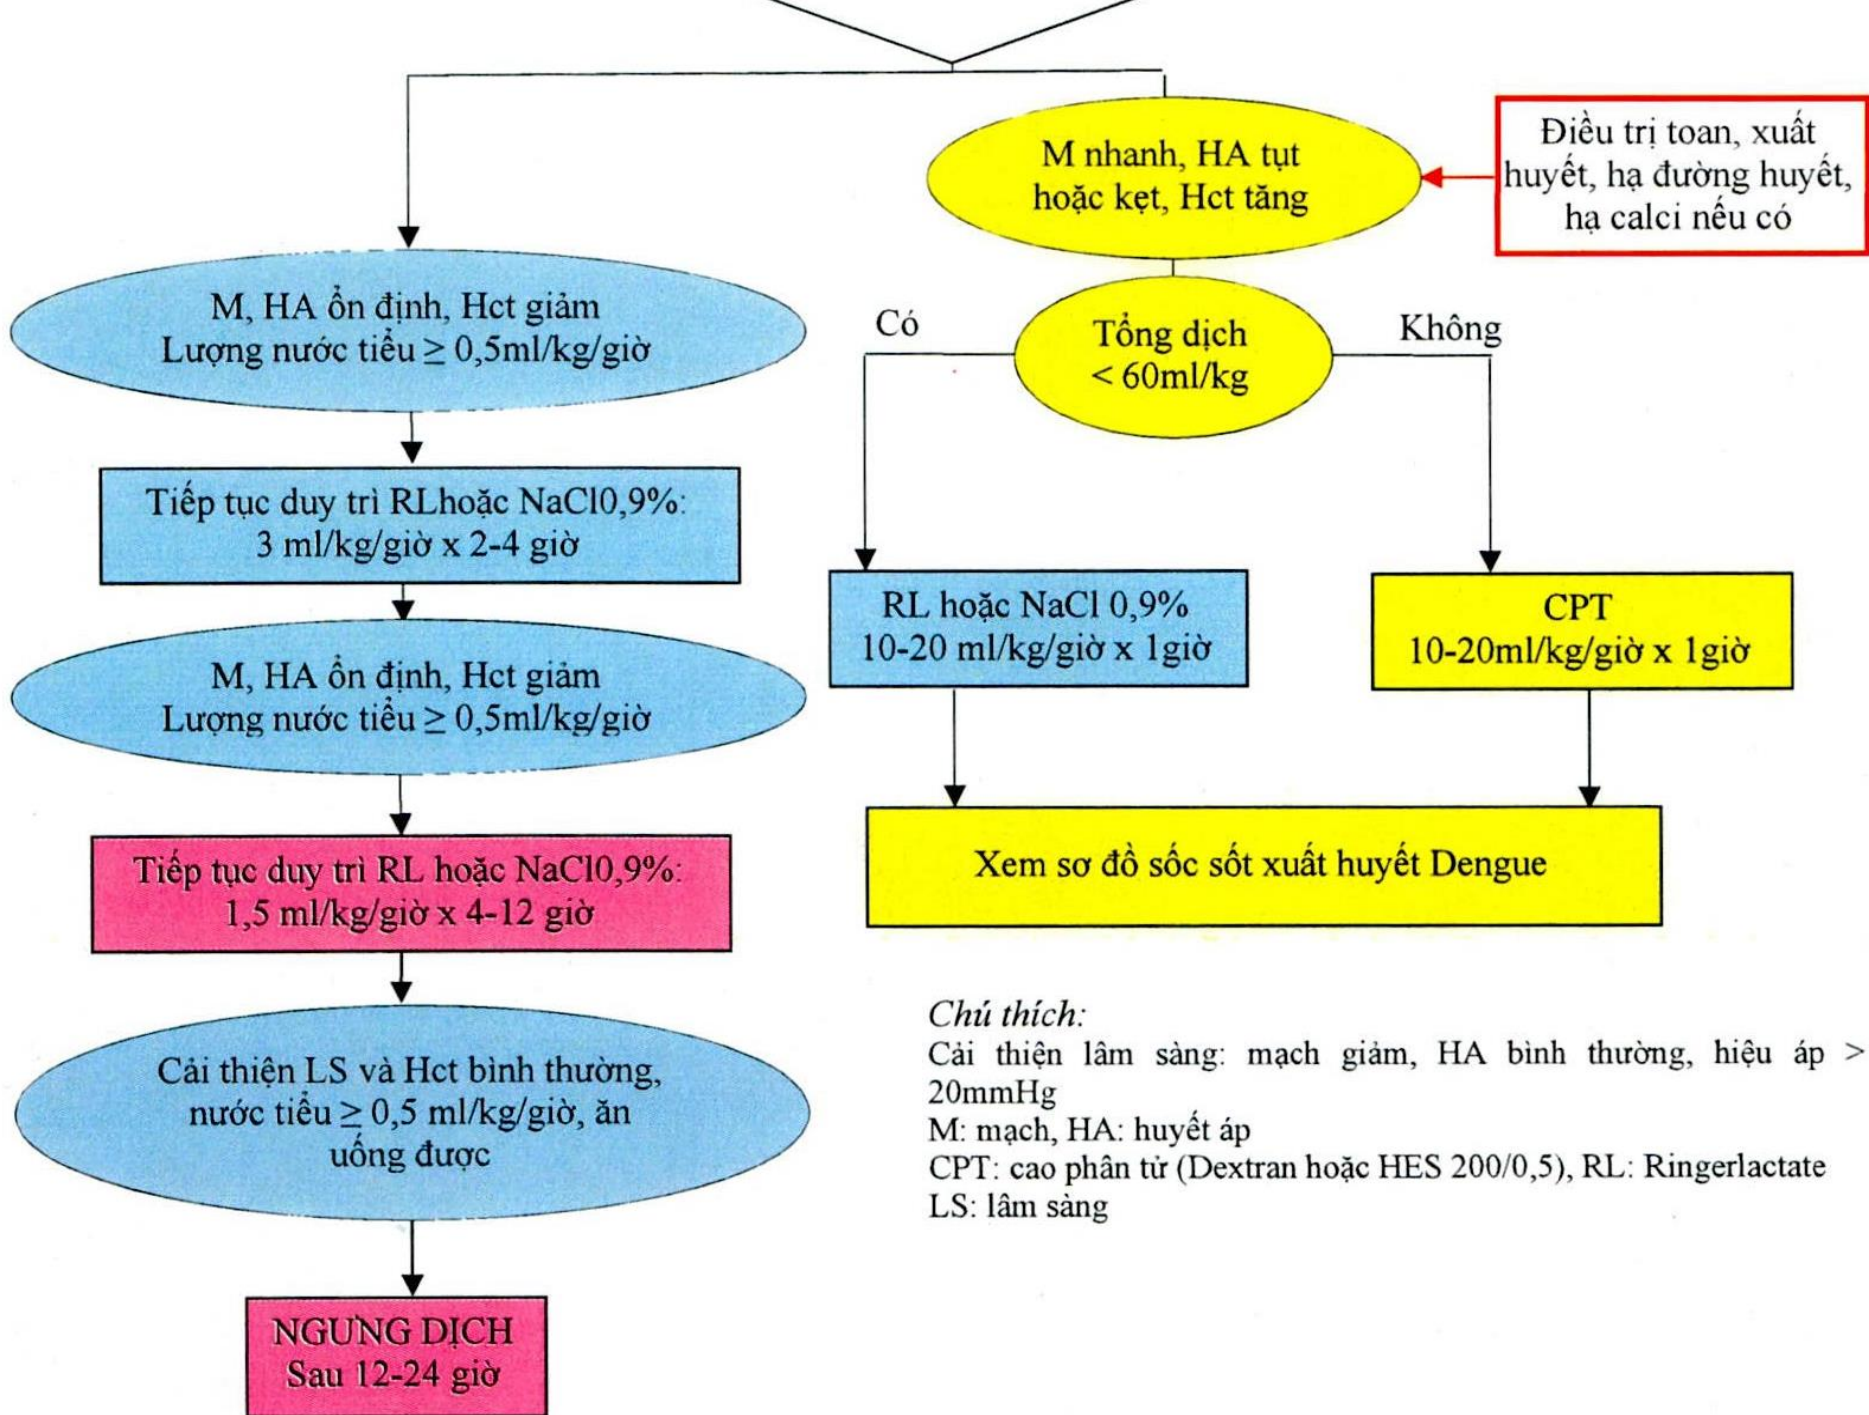 M nhanh, HA tụt
hoặc kẹt, Hct tăng
Điều trị toan, xuất
huyết, hạ đường huyết,
hạ calci nếu có
M, HA ổn định, Hct giảm
Lượng nước tiểu ≥ 0,5ml/kg/giờ
Có
Tổng dịch
< 60ml/kg
Không
Tiếp tục duy trì RLhoặc NaCl0,9%:
3 ml/kg/giờ x 2-4 giờ
RL hoặc NaCl 0,9%
10-20 ml/kg/giờ x 1giờ
CPT
10-20ml/kg/giờ x 1giờ
M, HA ổn định, Hct giảm
Lượng nước tiểu ≥ 0,5ml/kg/giờ
Tiếp tục duy trì RL hoặc NaCl0,9%:
1,5 ml/kg/giờ x 4-12 giờ
Xem sơ đồ sốc sốt xuất huyết Dengue
Cải thiện LS và Hct bình thường,
nước tiểu ≥ 0,5 ml/kg/giờ, ăn
uống được
NGƯNG DỊCH
Sau 12-24 giờ
Chú thích:
Cải thiện lâm sàng: mạch giảm, HA bình thường, hiệu áp >
20mmHg
M: mạch, HA: huyết áp
CPT: cao phân tử (Dextran hoặc HES 200/0,5), RL: Ringerlactate
LS: lâm sàng